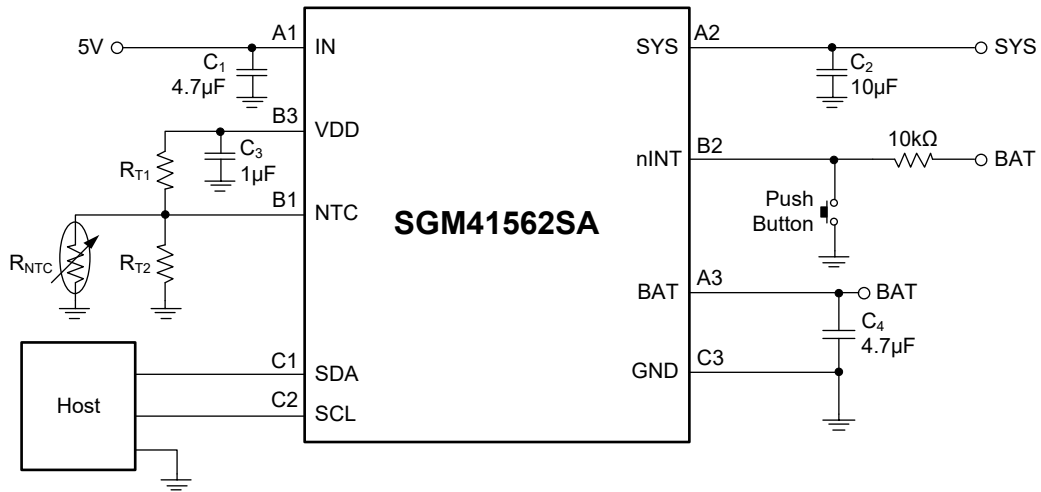 5V
A1
IN
C1
4.7µF
B3
VDD
C3
1µF
RT1
B1
NTC
RNTC
RT2
Host
C1
SDA
C2
SCL
SGM41562SA
SYS
A2
SYS
C2
10µF
nINT
B2
10kΩ
BAT
Push
Button
BAT
A3
BAT
C4
4.7µF
GND
C3